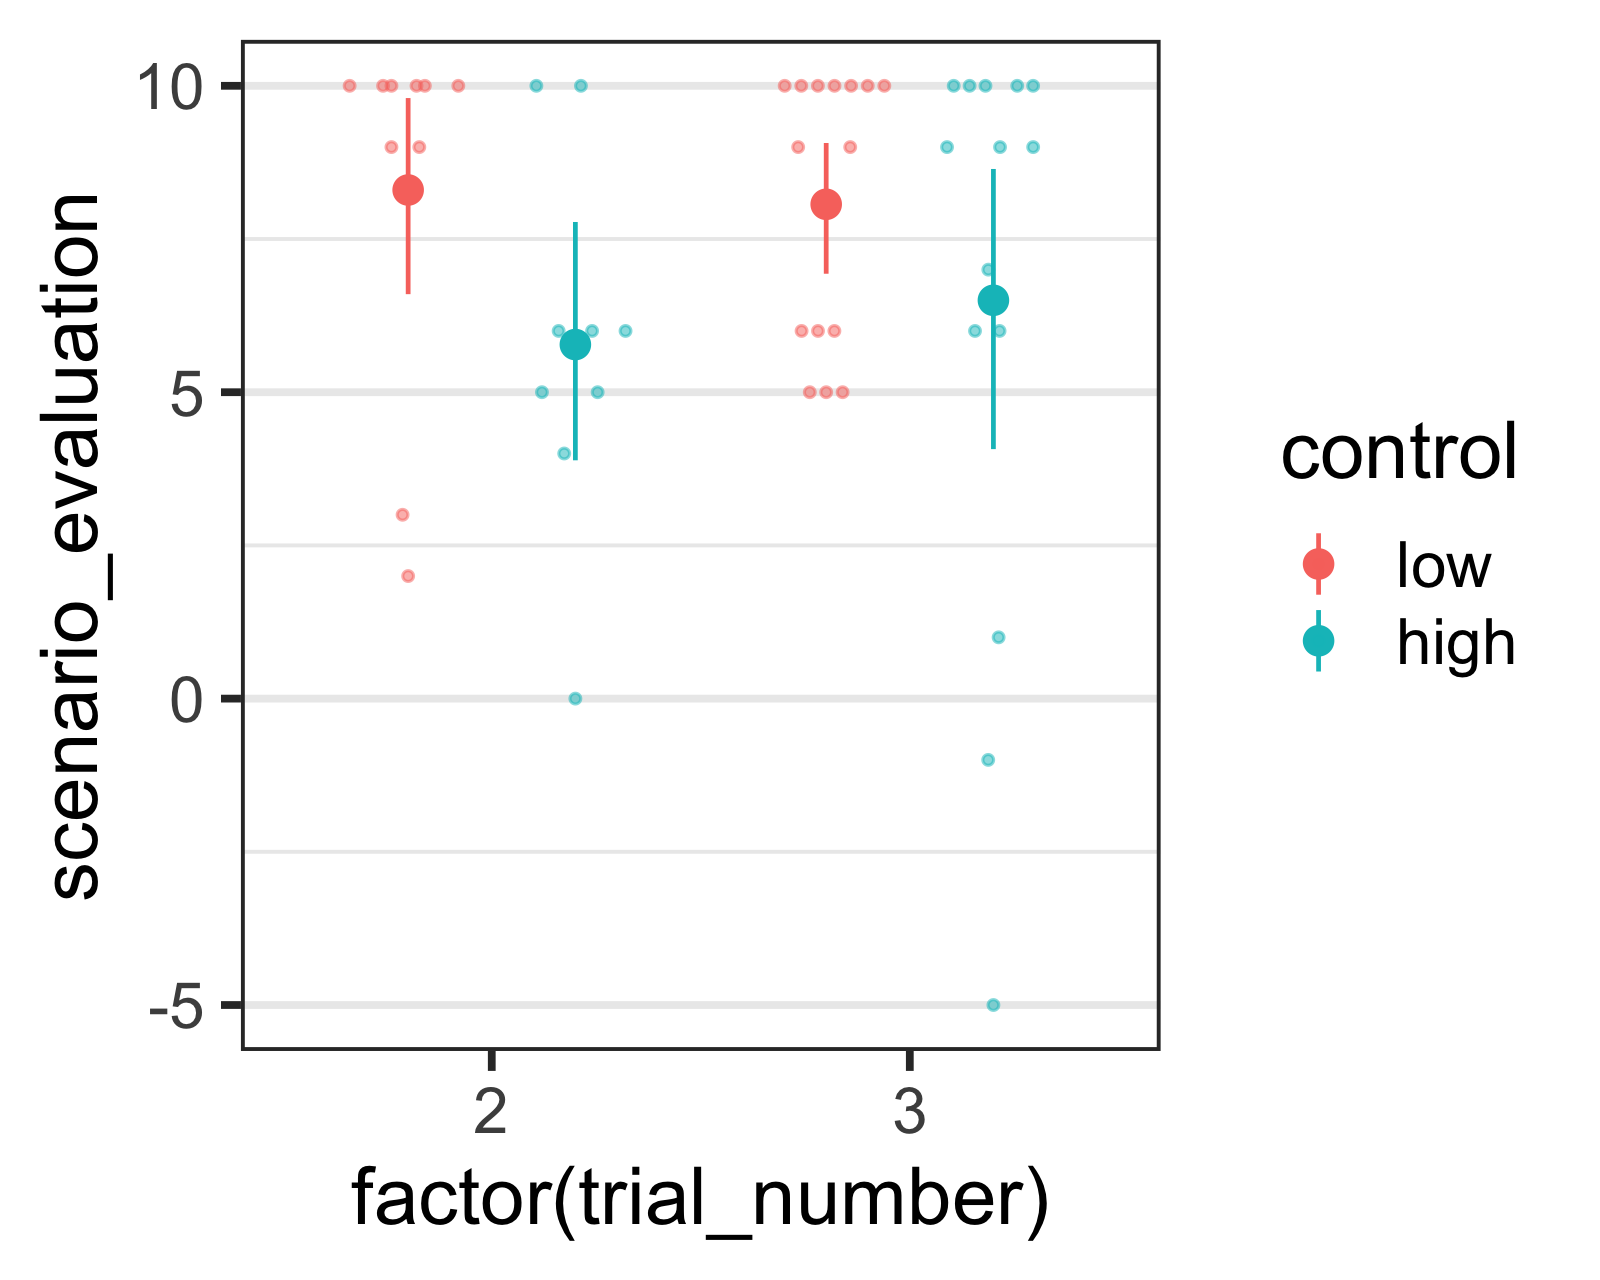 scenario_evaluation
10
5
0
-5
2
3
factor(trial_number)
control
low
high